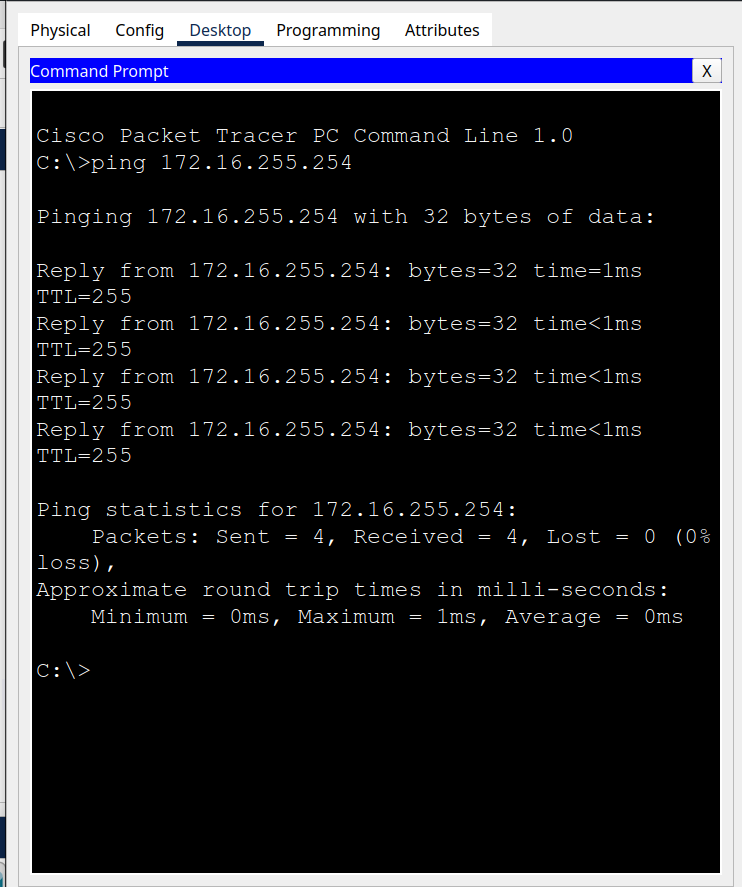 Physical Config Desktop Programming Attributes
Command Prompt X
Cisco Packet Tracer PC Command Line 1.0
C:\>ping 172.16.255.254
Pinging 172.16.255.254 with 32 bytes of data:
Reply from 172.16.255.254: bytes=32 time=1ms
TTL=255
Reply from 172.16.255.254: bytes=32 time<1ms
TTL=255
Reply from 172.16.255.254: bytes=32 time<1ms
TTL=255
Reply from 172.16.255.254: bytes=32 time<1ms
TTL=255
Ping statistics for 172.16.255.254:
Packets: Sent = 4, Received = 4, Lost = 0 (0%
loss),
Approximate round trip times in milli-seconds:
Minimum = 0ms, Maximum = 1ms, Average = 0ms
C:\>